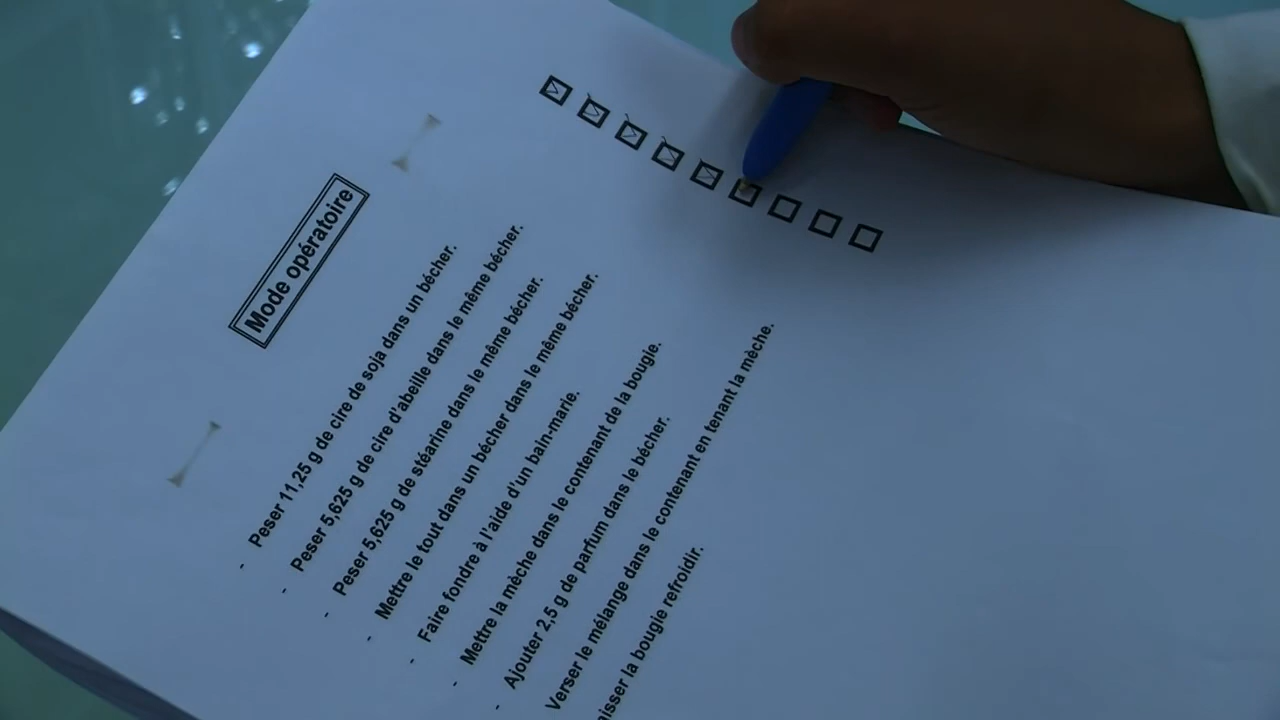 Mode opératoire
- Peser 11,25 g de cire de soja dans un bécher.
- Peser 5,625 g de cire d'abeille dans le même bécher.
- Peser 5,625 g de stéarine dans le même bécher.
- Mettre le tout dans un bécher dans le même bécher.
- Faire fondre à l'aide d'un bain-marie.
- Mettre la mèche dans le contenant de la bougie.
- Ajouter 2,5 g de parfum dans le bécher.
Verser le mélange dans le contenant en tenant la mèche.
aisser la bougie refroidir.